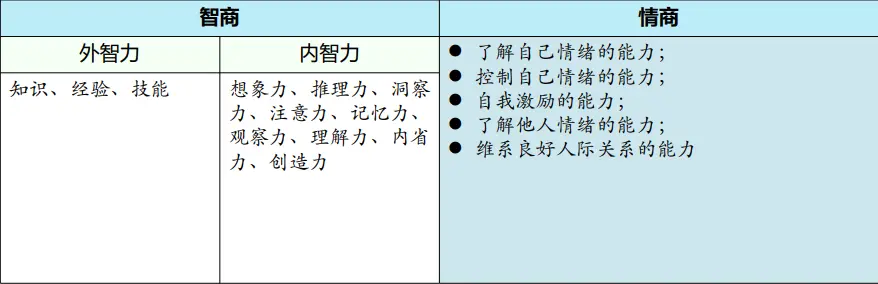 智商
情商
外智力
内智力
知识、经验、技能
想象力、推理力、洞察
力、注意力、记忆力、
观察力、理解力、内省
力、创造力
● 了解自己情绪的能力；
● 控制自己情绪的能力；
● 自我激励的能力；
● 了解他人情绪的能力；
● 维系良好人际关系的能力